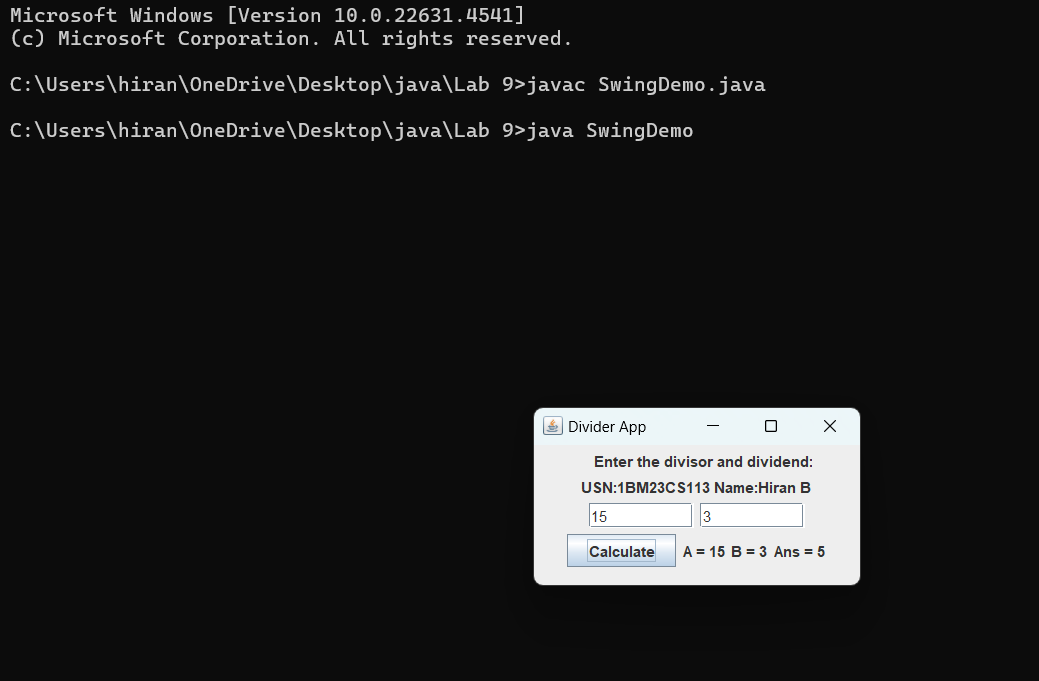 Microsoft Windows [Version 10.0.22631.4541]
(c) Microsoft Corporation. All rights reserved.
C:\Users\hiran\OneDrive\Desktop\java\Lab 9>javac SwingDemo.java
C:\Users\hiran\OneDrive\Desktop\java\Lab 9>java SwingDemo
Divider App
Enter the divisor and dividend:
USN:1BM23CS113 Name:Hiran B
15 3
Calculate A = 15 B = 3 Ans = 5